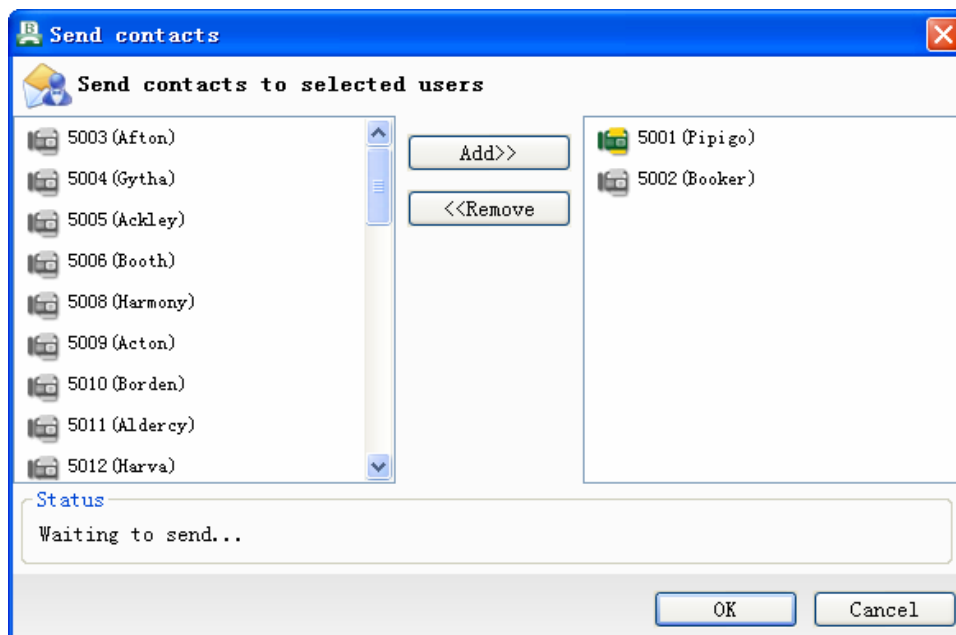 Send contacts
Send contacts to selected users
5003(Afton)
5004(Gytha)
5005(Ackley)
5006(Booth)
5008(Harmony)
5009(Acton)
5010(Borden)
5011(Aldercy)
5012(Harva)
Add>>
<<Remove
5001(Pipigo)
5002(Booker)
Status
Waiting to send...
OK
Cancel